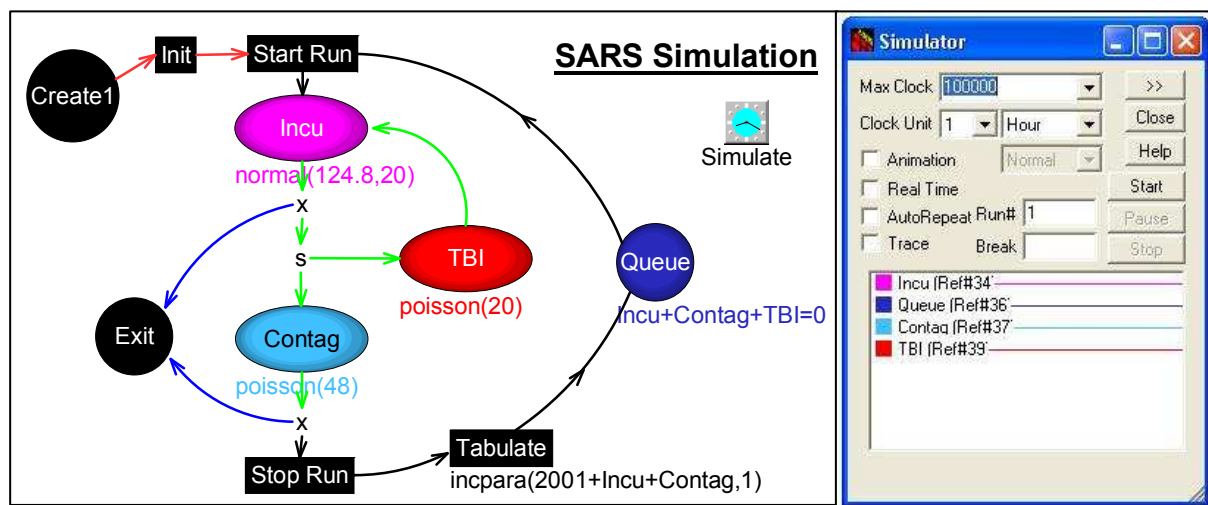 SARS Simulation
Create1
Init
Start Run
Incu
normal(124.8,20)
x
s
TBI
poisson(20)
Contag
poisson(48)
x
Exit
Stop Run
Tabulate
incpara(2001+Incu+Contag,1)
Queue
Incu+Contag+TBI=0
Simulate
Simulator
Max Clock 100000 >>
Clock Unit 1 Hour Close
Animation Normal Help
Real Time Start
AutoRepeat Run# 1 Pause
Trace Break Stop
Incu (Ref#34)
Queue (Ref#36)
Contag (Ref#37)
TBI (Ref#39)